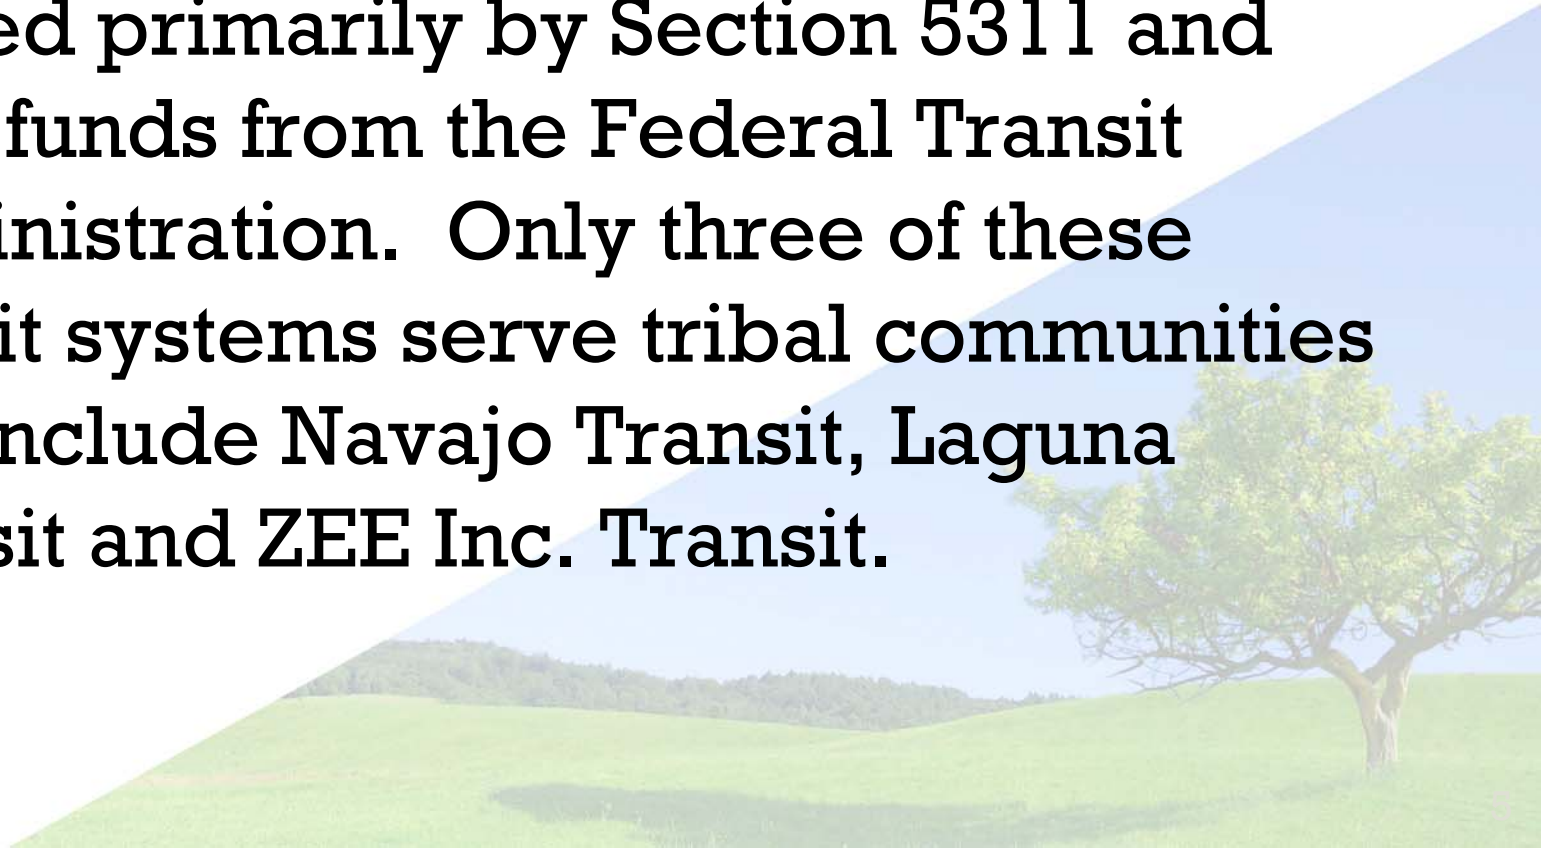 ed primarily by Section 5311 and
funds from the Federal Transit
inistration.  Only three of these
it systems serve tribal communities
nclude Navajo Transit, Laguna
sit and ZEE Inc. Transit.